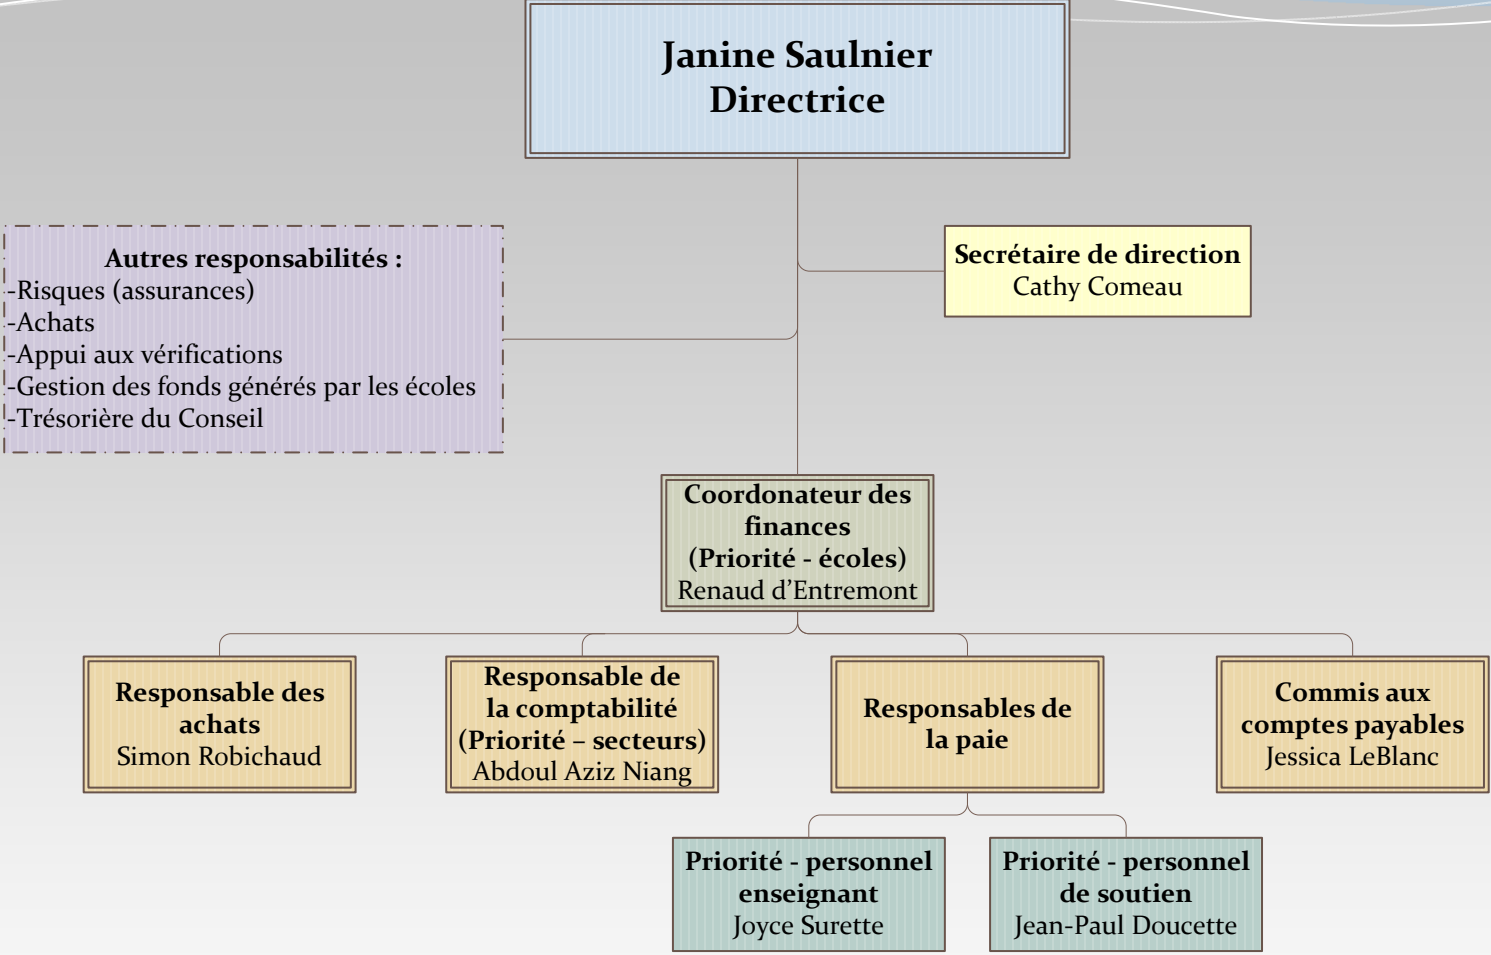 Janine Saulnier
Directrice
Autres responsabilités :
-Risques (assurances)
-Achats
-Appui aux vérifications
-Gestion des fonds générés par les écoles
-Trésorière du Conseil
Secrétaire de direction
Cathy Comeau
Coordonateur des
finances
(Priorité - écoles)
Renaud d’Entremont
Responsable des
achats
Simon Robichaud
Responsable de
la comptabilité
(Priorité – secteurs)
Abdoul Aziz Niang
Responsables de
la paie
Commis aux
comptes payables
Jessica LeBlanc
Priorité - personnel
enseignant
Joyce Surette
Priorité - personnel
de soutien
Jean-Paul Doucette